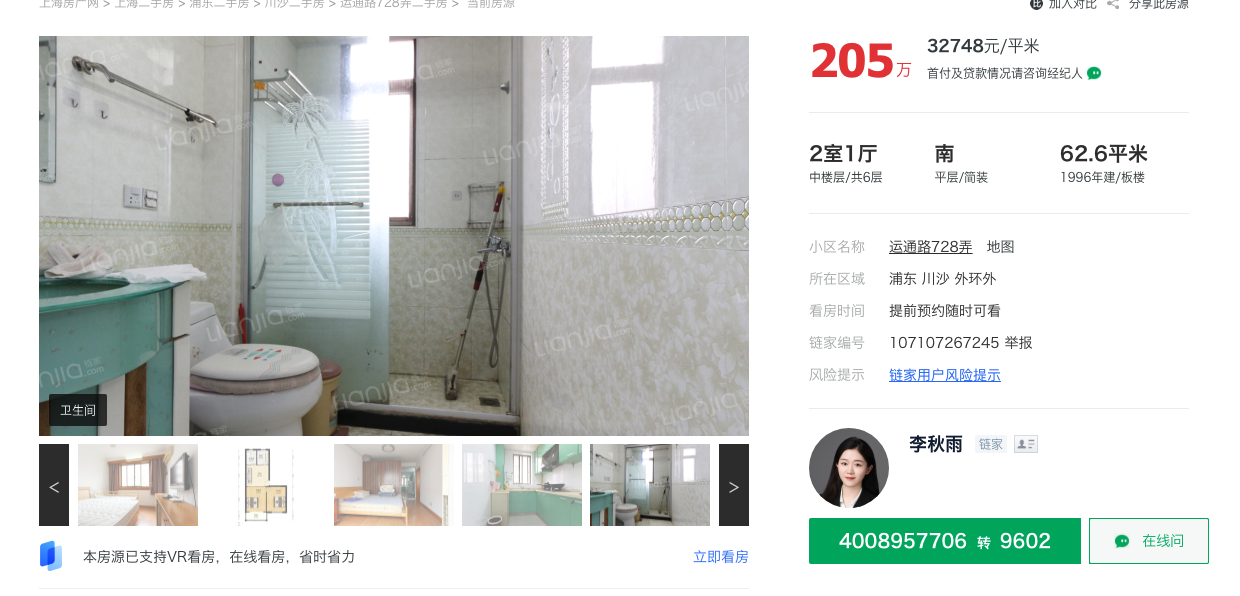 上海房产网 > 上海二手房 > 浦东二手房 > 川沙二手房 > 运通路728弄二手房 > 当前房源
加入对比 分享此房源
205万
32748元/平米
首付及贷款情况请咨询经纪人
2室1厅 南 62.6平米
中楼层/共6层 平层/简装 1996年建/板楼
小区名称 运通路728弄 地图
所在区域 浦东 川沙 外环外
看房时间 提前预约随时可看
链家编号 107107267245 举报
风险提示 链家用户风险提示
卫生间
李秋雨 链家
< >
4008957706 转 9602 在线问
本房源已支持VR看房，在线看房，省时省力 立即看房
lianjia.com